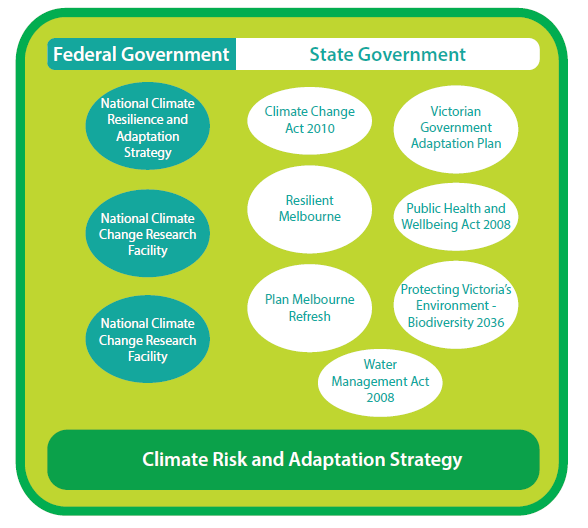 Federal Government
State Government
National Climate
Resilience and
Adaptation
Strategy
National Climate
Change Research
Facility
National Climate
Change Research
Facility
Climate Change
Act 2010
Resilient
Melbourne
Plan Melbourne
Refresh
Victorian
Government
Adaptation Plan
Public Health and
Wellbeing Act 2008
Protecting Victoria's
Environment -
Biodiversity 2036
Water
Management Act
2008
Climate Risk and Adaptation Strategy